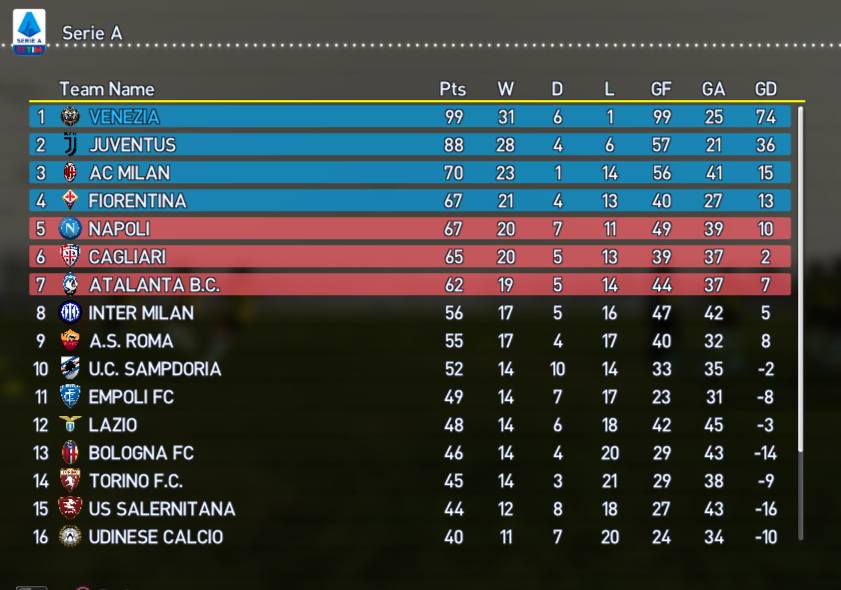 SERIE A
TIM
Serie A
Team Name Pts W D L GF GA GD
1 VENEZIA 99 31 6 1 99 25 74
2 JUVENTUS 88 28 4 6 57 21 36
3 AC MILAN 70 23 1 14 56 41 15
4 FIORENTINA 67 21 4 13 40 27 13
5 NAPOLI 67 20 7 11 49 39 10
6 CAGLIARI 65 20 5 13 39 37 2
7 ATALANTA B.C. 62 19 5 14 44 37 7
8 INTER MILAN 56 17 5 16 47 42 5
9 A.S. ROMA 55 17 4 17 40 32 8
10 U.C. SAMPDORIA 52 14 10 14 33 35 -2
11 EMPOLI FC 49 14 7 17 23 31 -8
12 LAZIO 48 14 6 18 42 45 -3
13 BOLOGNA FC 46 14 4 20 29 43 -14
14 TORINO F.C. 45 14 3 21 29 38 -9
15 US SALERNITANA 44 12 8 18 27 43 -16
16 UDINESE CALCIO 40 11 7 20 24 34 -10